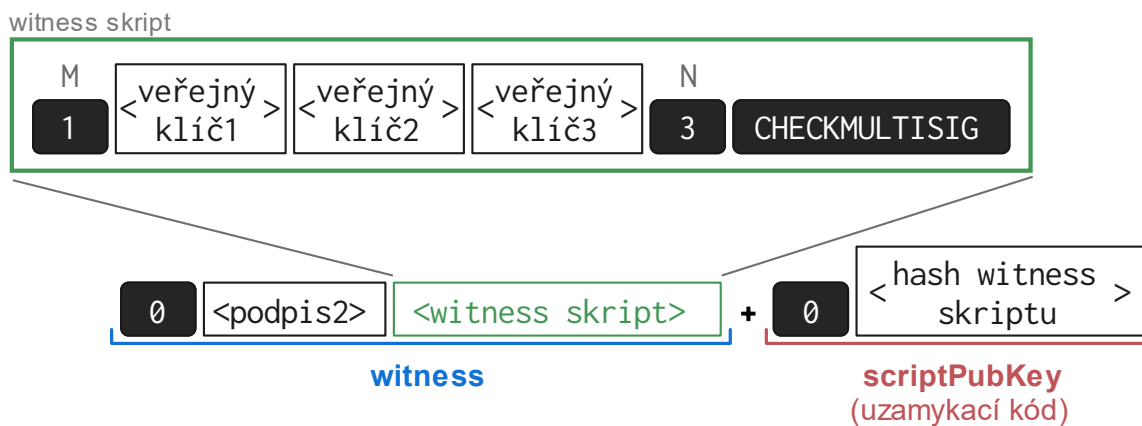 witness skript
M N
1 <veřejný klíč1> <veřejný klíč2> <veřejný klíč3> 3 CHECKMULTISIG
0 <podpis2> <witness skript> + 0 <hash witness skriptu>
witness
scriptPubKey
(uzamykací kód)